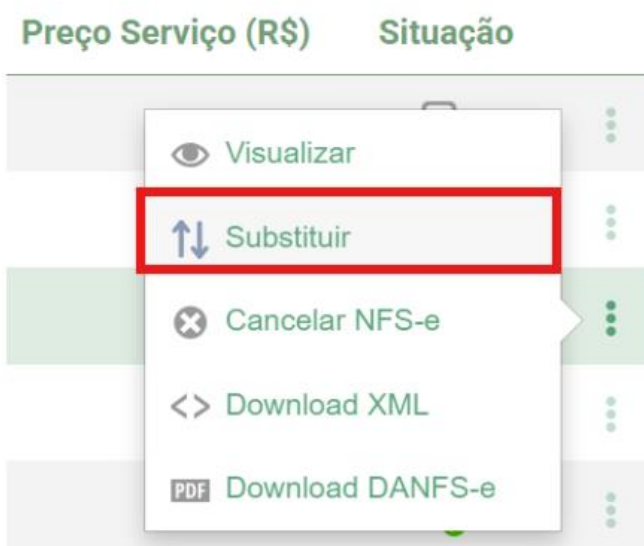 Preço Serviço (R$) Situação
Visualizar
Substituir
Cancelar NFS-e
Download XML
PDF Download DANFS-e